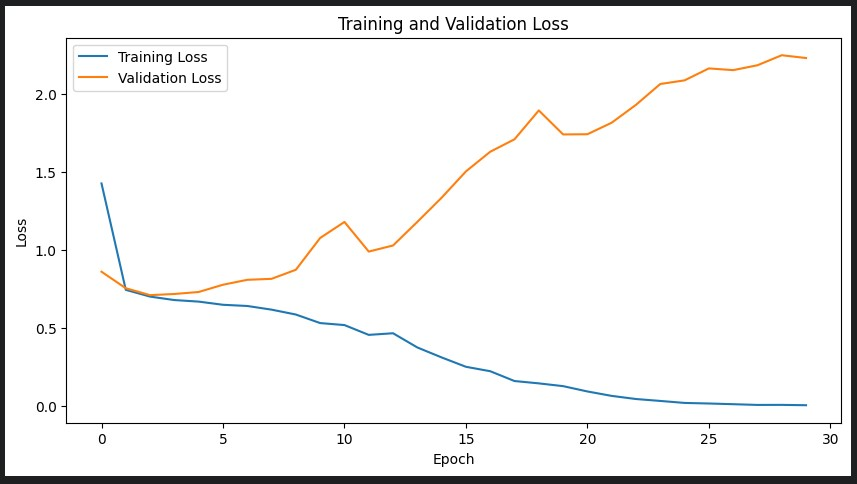 Training and Validation Loss
Training Loss
Validation Loss
2.0
1.5
1.0
0.5
0.0
Loss
0 5 10 15 20 25 30
Epoch